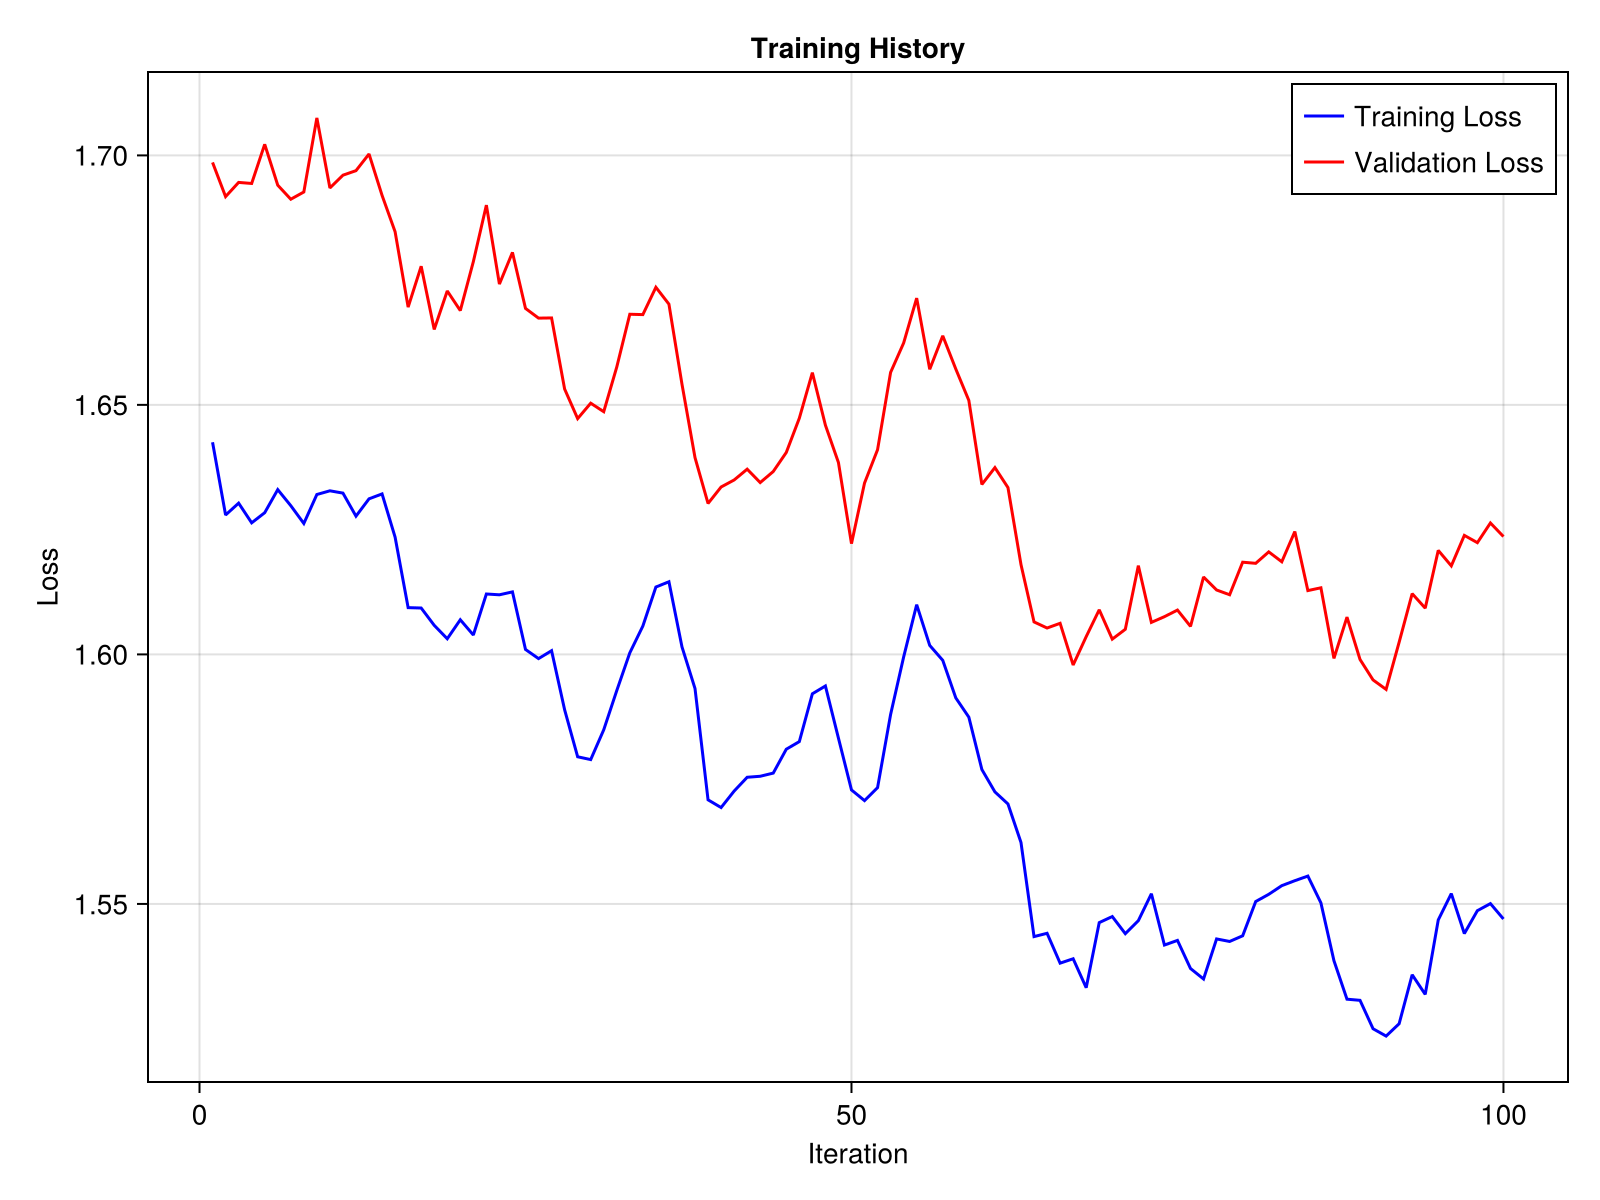 Training History
Training Loss
Validation Loss
1.70
1.65
1.60
1.55
Loss
0
50
100
Iteration